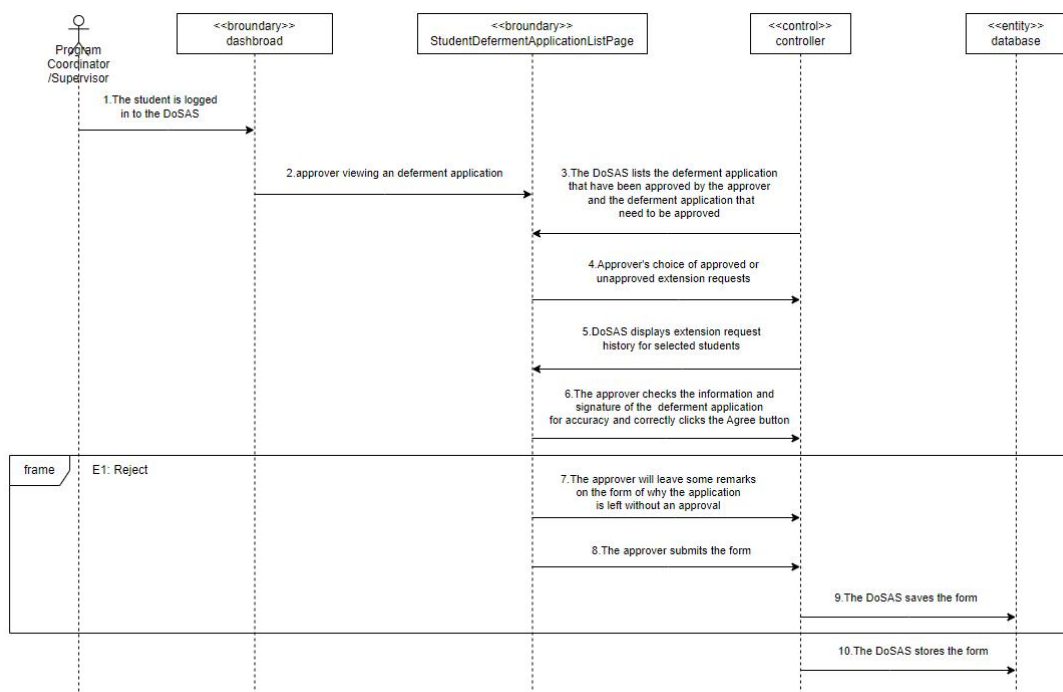 <<broundary>>
dashbroad
<<broundary>>
StudentDefermentApplicationListPage
<<control>>
controller
<<entity>>
database
Program
Coordinator
/Supervisor
1.The student is logged
in to the DoSAS
2.approver viewing an deferment application
3.The DoSAS lists the deferment application
that have been approved by the approver
and the deferment application that
need to be approved
4.Approver's choice of approved or
unapproved extension requests
5.DoSAS displays extension request
history for selected students
6.The approver checks the information and
signature of the deferment application
for accuracy and correctly clicks the Agree button
frame
E1: Reject
7.The approver will leave some remarks
on the form of why the application
is left without an approval
8.The approver submits the form
9.The DoSAS saves the form
10.The DoSAS stores the form